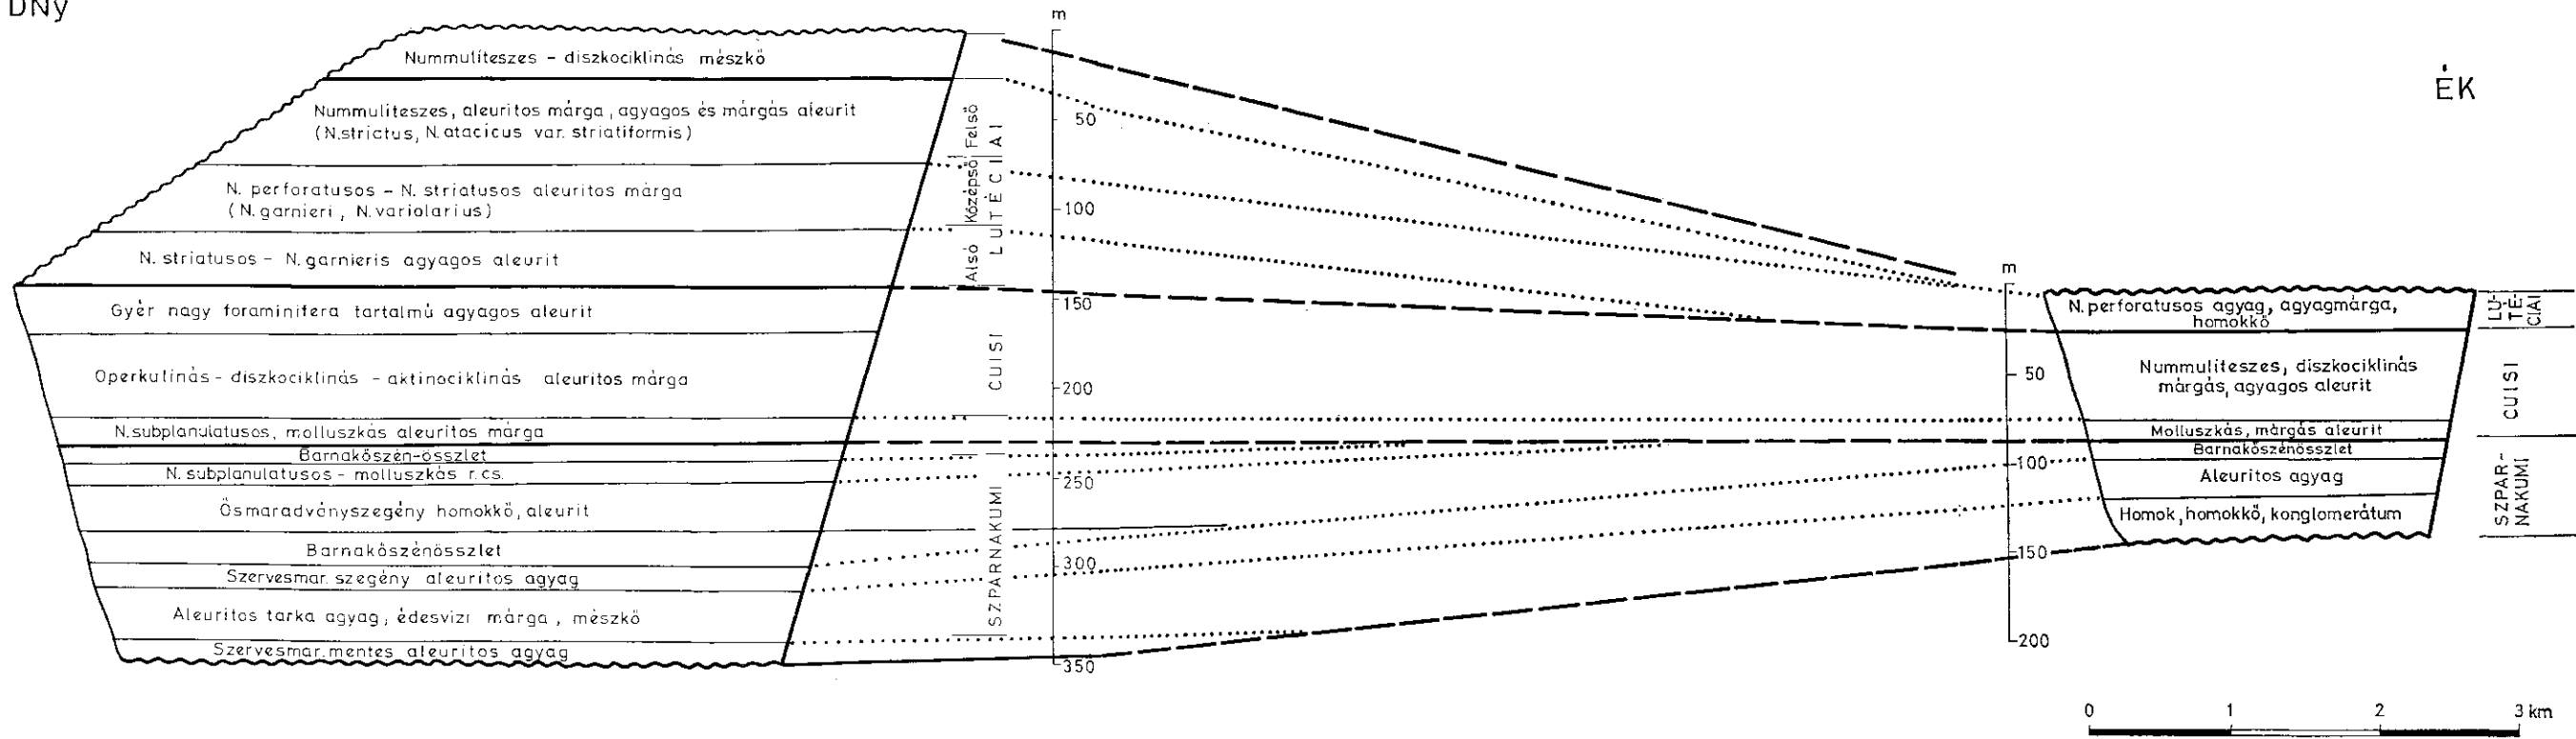 DNy
m
ÉK
Nummuliteszes - diszkociklinás mészkő
Nummuliteszes, aleuritos márga, agyagos és márgás aleurit
(N.strictus, N.atacicus var. striatiformis)
N. perforatusos - N. striatusos aleuritos márga
(N.garnieri, N.variolarius)
N. striatusos - N.garnieris agyagos aleurit
Gyér nagy foraminifera tartalmú agyagos aleurit
Operkulinás - diszkociklinás - aktinociklinás aleuritos márga
N.subplanulatusos, molluszkás aleuritos márga
Barnakőszén-összlet
N. subplanulatusos - molluszkás r.cs.
Ősmaradványszegény homokkő, aleurit
Barnakőszénösszlet
Szervesmar. szegény aleuritos agyag
Aleuritos tarka agyag, édesvizi márga, mészkő
Szervesmar.mentes aleuritos agyag
Felső
Középső
Alsó
LUTÉCIAI
CUISI
SZPARNAKUMI
50
100
150
200
250
300
350
m
50
100
150
200
N.perforatusos agyag, agyagmárga,
homokkő
Nummuliteszes, diszkociklinás
márgás, agyagos aleurit
Molluszkás, márgás aleurit
Barnakőszénösszlet
Aleuritos agyag
Homok, homokkő, konglomerátum
LU-
TÉ-
CIAI
CUISI
SZPAR-
NAKUMI
0 1 2 3 km